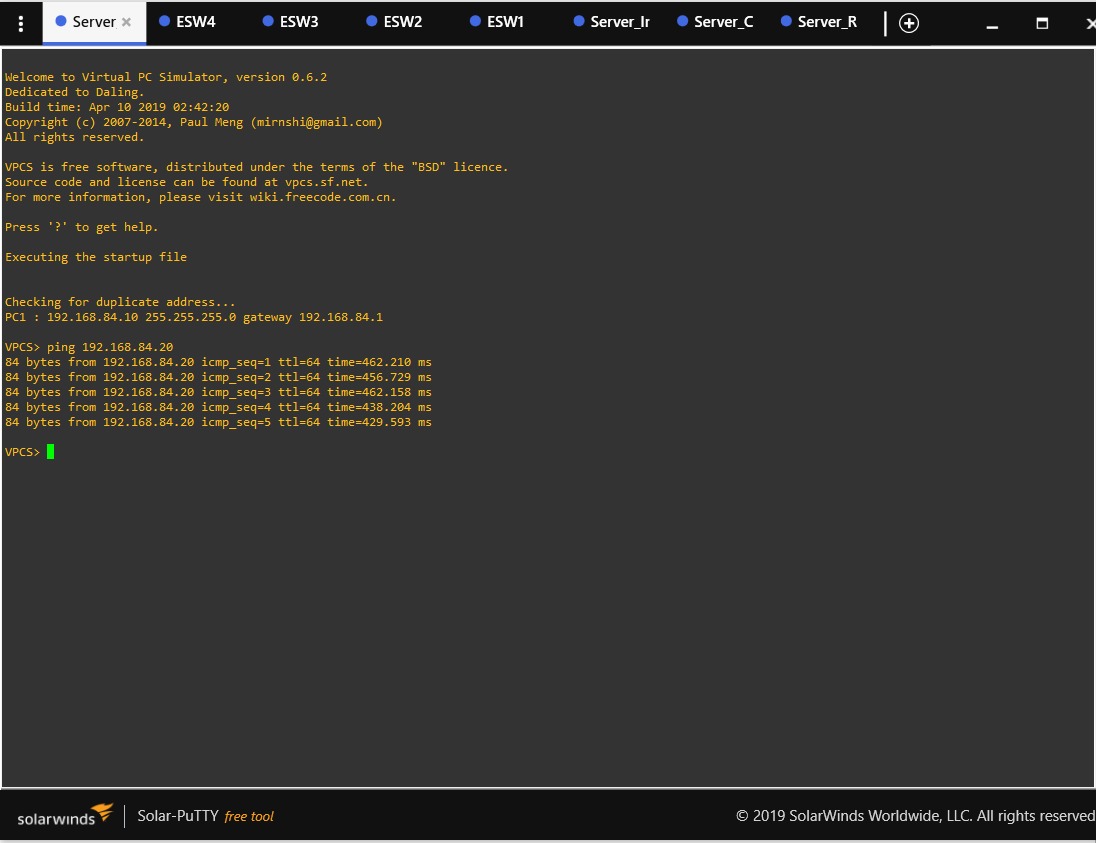 Server ESW4 ESW3 ESW2 ESW1 Server_Ir Server_C Server_R
Welcome to Virtual PC Simulator, version 0.6.2
Dedicated to Daling.
Build time: Apr 10 2019 02:42:20
Copyright (c) 2007-2014, Paul Meng (mirnshi@gmail.com)
All rights reserved.
VPCS is free software, distributed under the terms of the "BSD" licence.
Source code and license can be found at vpcs.sf.net.
For more information, please visit wiki.freecode.com.cn.
Press '?' to get help.
Executing the startup file
Checking for duplicate address...
PC1 : 192.168.84.10 255.255.255.0 gateway 192.168.84.1
VPCS> ping 192.168.84.20
84 bytes from 192.168.84.20 icmp_seq=1 ttl=64 time=462.210 ms
84 bytes from 192.168.84.20 icmp_seq=2 ttl=64 time=456.729 ms
84 bytes from 192.168.84.20 icmp_seq=3 ttl=64 time=462.158 ms
84 bytes from 192.168.84.20 icmp_seq=4 ttl=64 time=438.204 ms
84 bytes from 192.168.84.20 icmp_seq=5 ttl=64 time=429.593 ms
VPCS>
solarwinds Solar-PuTTY free tool © 2019 SolarWinds Worldwide, LLC. All rights reserved